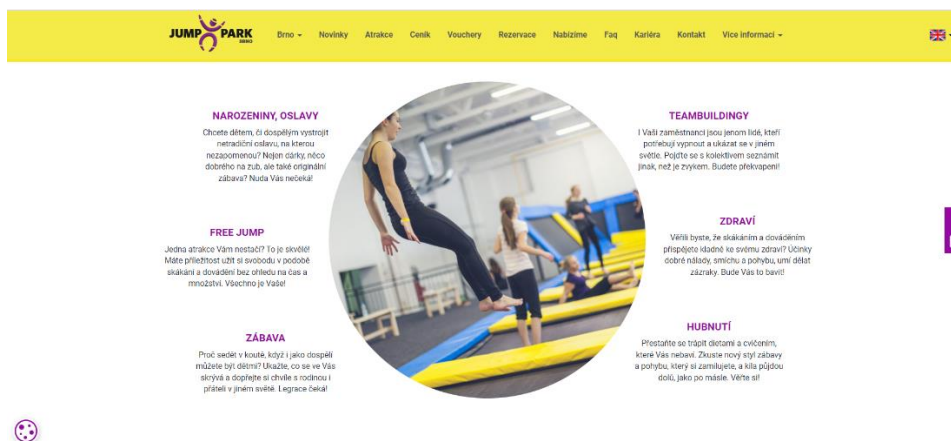 JUMP PARK
BRNO
Brno
Novinky
Atrakce
Ceník
Vouchery
Rezervace
Nabízíme
Faq
Kariéra
Kontakt
Více informací
NAROZENINY, OSLAVY
Chcete dětem, či dospělým vystrojit
netradiční oslavu, na kterou
nezapomenou? Nejen dárky, něco
dobrého na zub, ale také originální
zábava? Nuda Vás nečeká!
FREE JUMP
Jedna atrakce Vám nestačí? To je skvělé!
Máte příležitost užít si svobodu v podobě
skákání a dovádění bez ohledu na čas a
množství. Všechno je Vaše!
ZÁBAVA
Proč sedět v koutě, když i jako dospělí
můžete být dětmi? Ukažte, co se ve Vás
skrývá a dopřejte si chvíle s rodinou i
přáteli v jiném světě. Legrace čeká!
TEAMBUILDINGY
I Vaši zaměstnanci jsou jenom lidé, kteří
potřebují vypnout a ukázat se v jiném
světle. Pojďte se s kolektivem seznámit
jinak, než je zvykem. Budete překvapeni!
ZDRAVÍ
Věřili byste, že skákáním a dováděním
přispějete kladně ke svému zdraví? Účinky
dobré nálady, smíchu a pohybu, umí dělat
zázraky. Bude Vás to bavit!
HUBNUTÍ
Přestaňte se trápit dietami a cvičením,
které Vás nebaví. Zkuste nový styl zábavy
a pohybu, který si zamilujete, a kila půjdou
dolů, jako po másle. Věřte si!